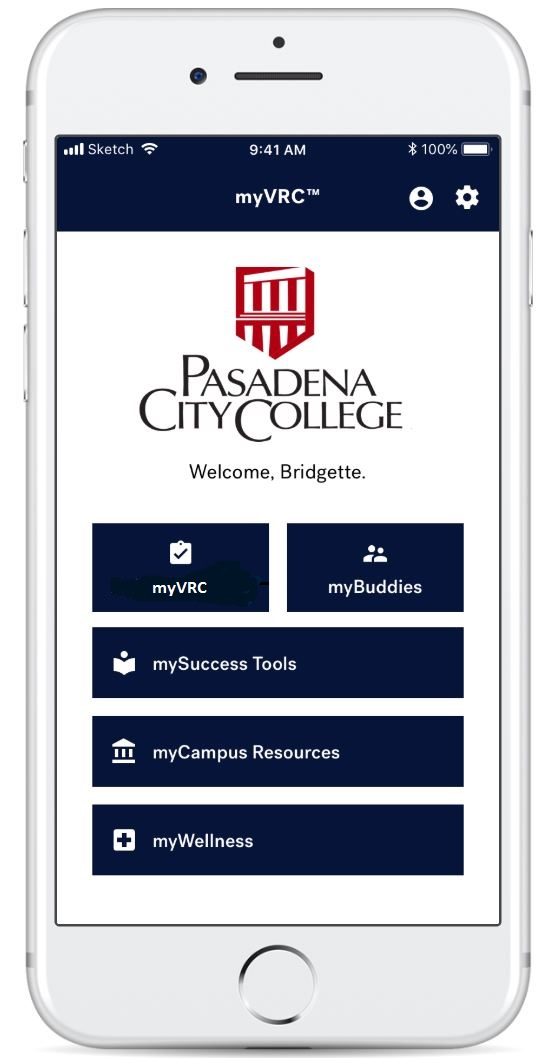 Sketch 9:41 AM 100%
myVRC™
PASADENA
CITY COLLEGE
Welcome, Bridgette.
myVRC myBuddies
mySuccess Tools
myCampus Resources
myWellness